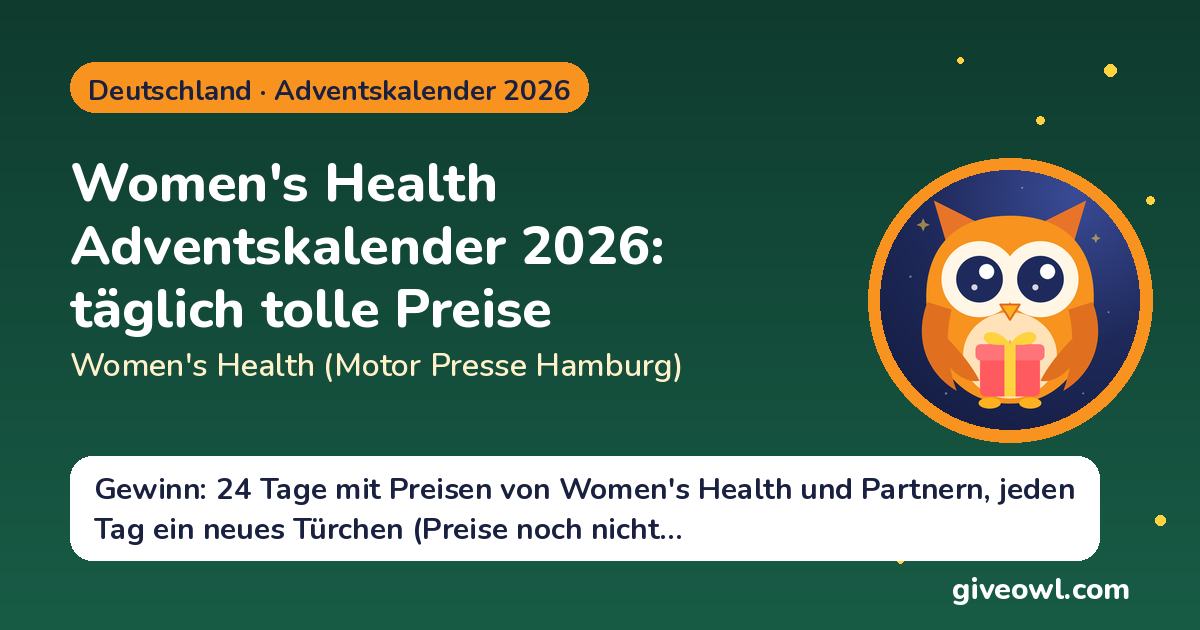 Deutschland · Adventskalender 2026
Women's Health
Adventskalender 2026:
täglich tolle Preise
Women's Health (Motor Presse Hamburg)
Gewinn: 24 Tage mit Preisen von Women's Health und Partnern, jeden
Tag ein neues Türchen (Preise noch nicht...
giveowl.com